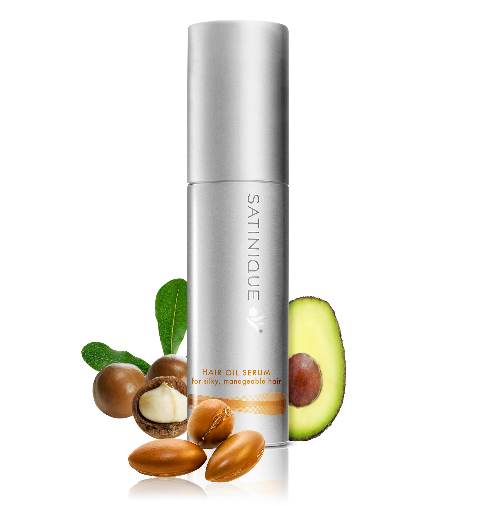 SATINIQUE
HAIR OIL SERUM
for silky, manageable hair